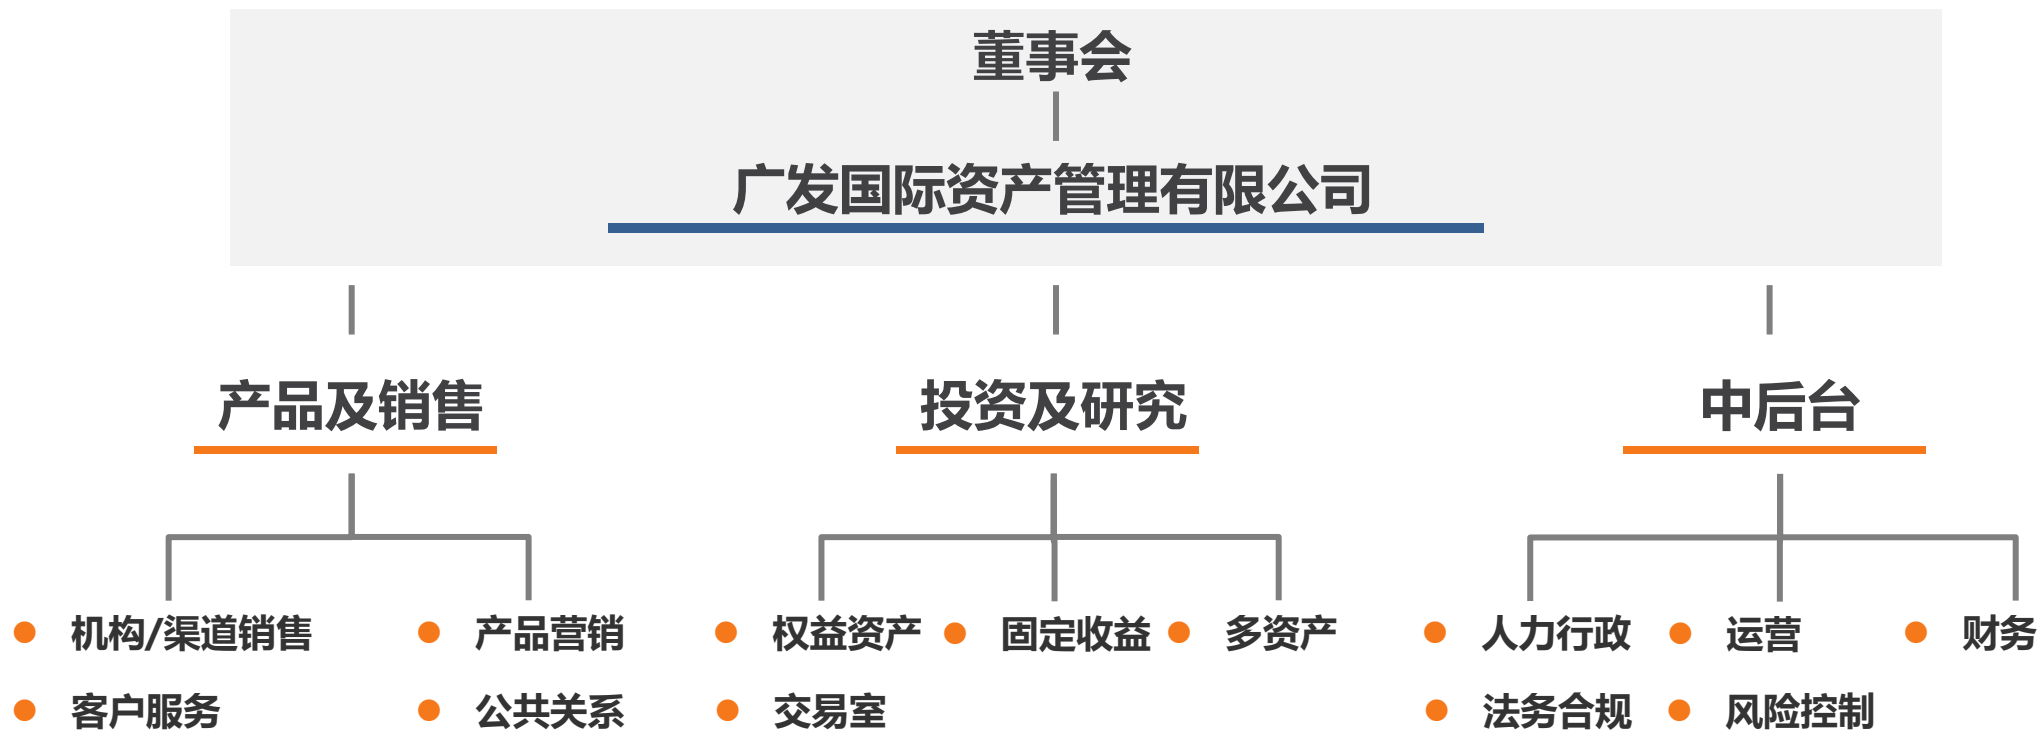 董事会
广发国际资产管理有限公司
产品及销售 投资及研究 中后台
机构/渠道销售 产品营销 权益资产 固定收益 多资产 人力行政 运营 财务
客户服务 公共关系 交易室 法务合规 风险控制